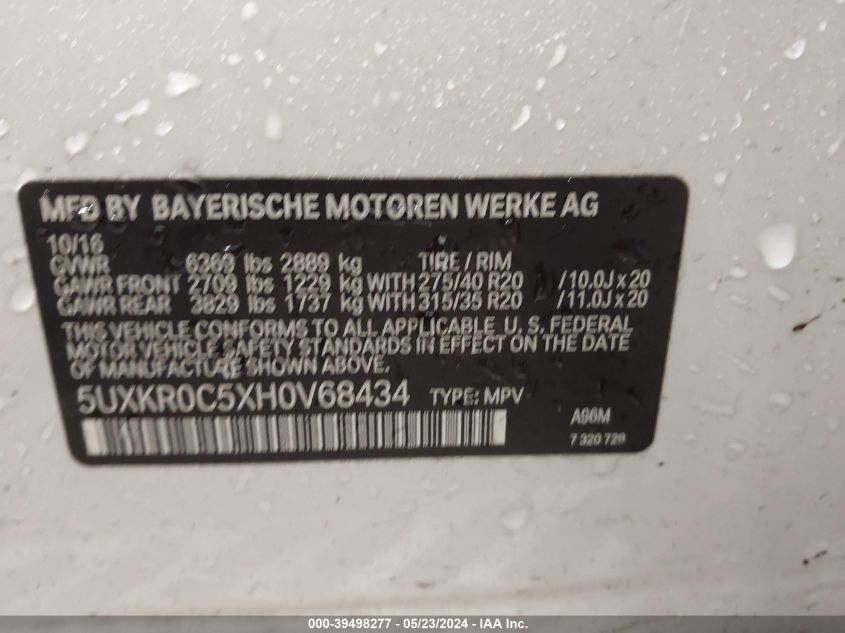 MFD BY BAYERISCHE MOTOREN WERKE AG
10/16
GVWR 6369 lbs 2889 kg TIRE / RIM
GAWR FRONT 2709 lbs 1229 kg WITH 275/40 R20 / 10.0J x 20
GAWR REAR 3829 lbs 1737 kg WITH 315/35 R20 / 11.0J x 20
THIS VEHICLE CONFORMS TO ALL APPLICABLE U. S. FEDERAL
MOTOR VEHICLE SAFETY STANDARDS IN EFFECT ON THE DATE
OF MANUFACTURE SHOWN ABOVE.
5UXKR0C5XH0V68434 TYPE: MPV
A96M
7 320 729
000-39498277 - 05/23/2024 - IAA Inc.